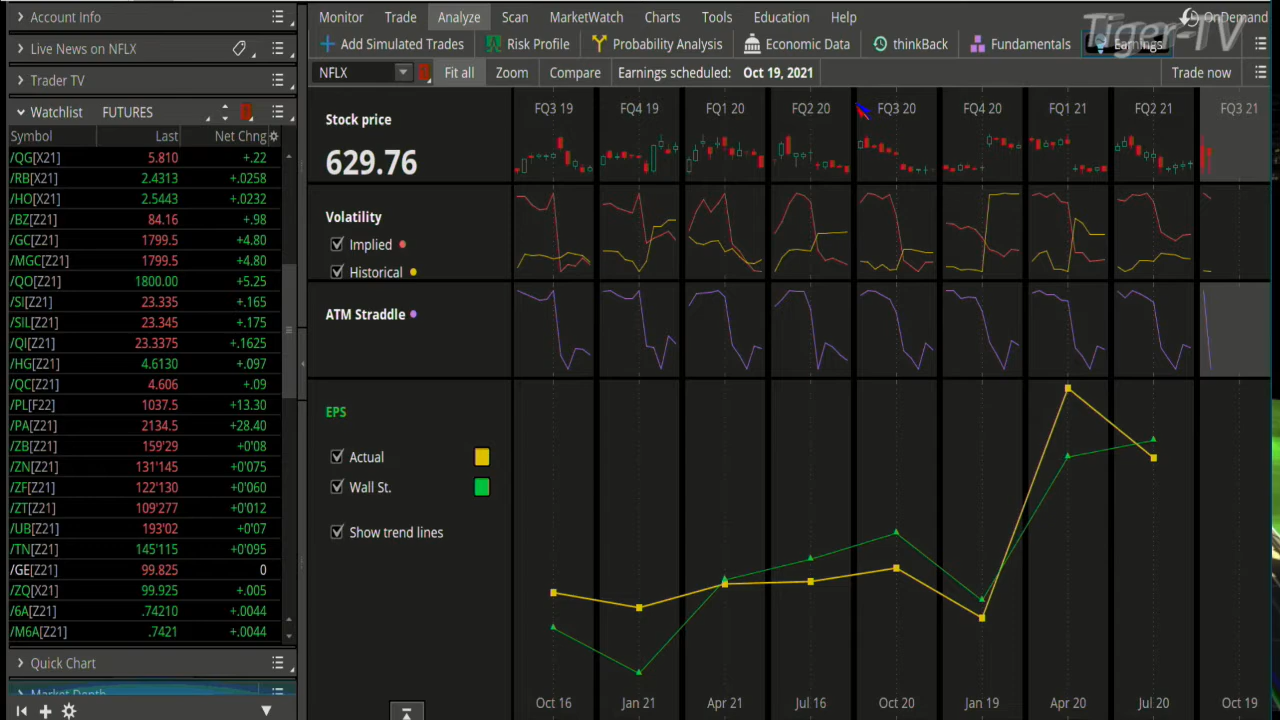 Account Info
Live News on NFLX
Trader TV
Watchlist FUTURES
Symbol Last Net Chng
/QG[X21] 5.810 +.22
/RB[X21] 2.4313 +.0258
/HO[X21] 2.5443 +.0232
/BZ[Z21] 84.16 +.98
/GC[Z21] 1799.5 +4.80
/MGC[Z21] 1799.5 +4.80
/QO[Z21] 1800.00 +5.25
/SI[Z21] 23.335 +.165
/SIL[Z21] 23.345 +.175
/QI[Z21] 23.3375 +.1625
/HG[Z21] 4.6130 +.097
/QC[Z21] 4.606 +.09
/PL[F22] 1037.5 +13.30
/PA[Z21] 2134.5 +28.40
/ZB[Z21] 159'29 +0'08
/ZN[Z21] 131'145 +0'075
/ZF[Z21] 122'130 +0'060
/ZT[Z21] 109'277 +0'012
/UB[Z21] 193'02 +0'07
/TN[Z21] 145'115 +0'095
/GE[Z21] 99.825 0
/ZQ[X21] 99.925 +.005
/6A[Z21] .74210 +.0044
/M6A[Z21] .7421 +.0044
Quick Chart
Market Depth
Monitor Trade Analyze Scan MarketWatch Charts Tools Education Help
OnDemand
Tiger-TV
Add Simulated Trades Risk Profile Probability Analysis Economic Data thinkBack Fundamentals Earnings
NFLX Fit all Zoom Compare Earnings scheduled: Oct 19, 2021 Trade now
FQ3 19 FQ4 19 FQ1 20 FQ2 20 FQ3 20 FQ4 20 FQ1 21 FQ2 21 FQ3 21
Stock price
629.76
Volatility
Implied
Historical
ATM Straddle
EPS
Actual
Wall St.
Show trend lines
Oct 16 Jan 21 Apr 21 Jul 16 Oct 20 Jan 19 Apr 20 Jul 20 Oct 19